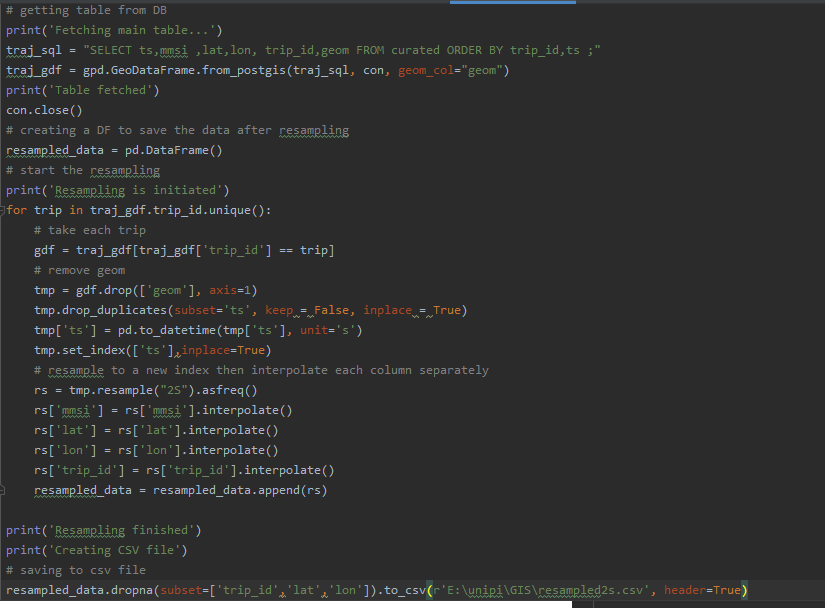 # getting table from DB
print('Fetching main table...')
traj_sql = "SELECT ts,mmsi ,lat,lon, trip_id,geom FROM curated ORDER BY trip_id,ts ;"
traj_gdf = gpd.GeoDataFrame.from_postgis(traj_sql, con, geom_col="geom")
print('Table fetched')
con.close()
# creating a DF to save the data after resampling
resampled_data = pd.DataFrame()
# start the resampling
print('Resampling is initiated')
for trip in traj_gdf.trip_id.unique():
    # take each trip
    gdf = traj_gdf[traj_gdf['trip_id'] == trip]
    # remove geom
    tmp = gdf.drop(['geom'], axis=1)
    tmp.drop_duplicates(subset='ts', keep = False, inplace = True)
    tmp['ts'] = pd.to_datetime(tmp['ts'], unit='s')
    tmp.set_index(['ts'],inplace=True)
    # resample to a new index then interpolate each column separately
    rs = tmp.resample("2S").asfreq()
    rs['mmsi'] = rs['mmsi'].interpolate()
    rs['lat'] = rs['lat'].interpolate()
    rs['lon'] = rs['lon'].interpolate()
    rs['trip_id'] = rs['trip_id'].interpolate()
    resampled_data = resampled_data.append(rs)
print('Resampling finished')
print('Creating CSV file')
# saving to csv file
resampled_data.dropna(subset=['trip_id','lat','lon']).to_csv(r'E:\unipi\GIS\resampled2s.csv', header=True)